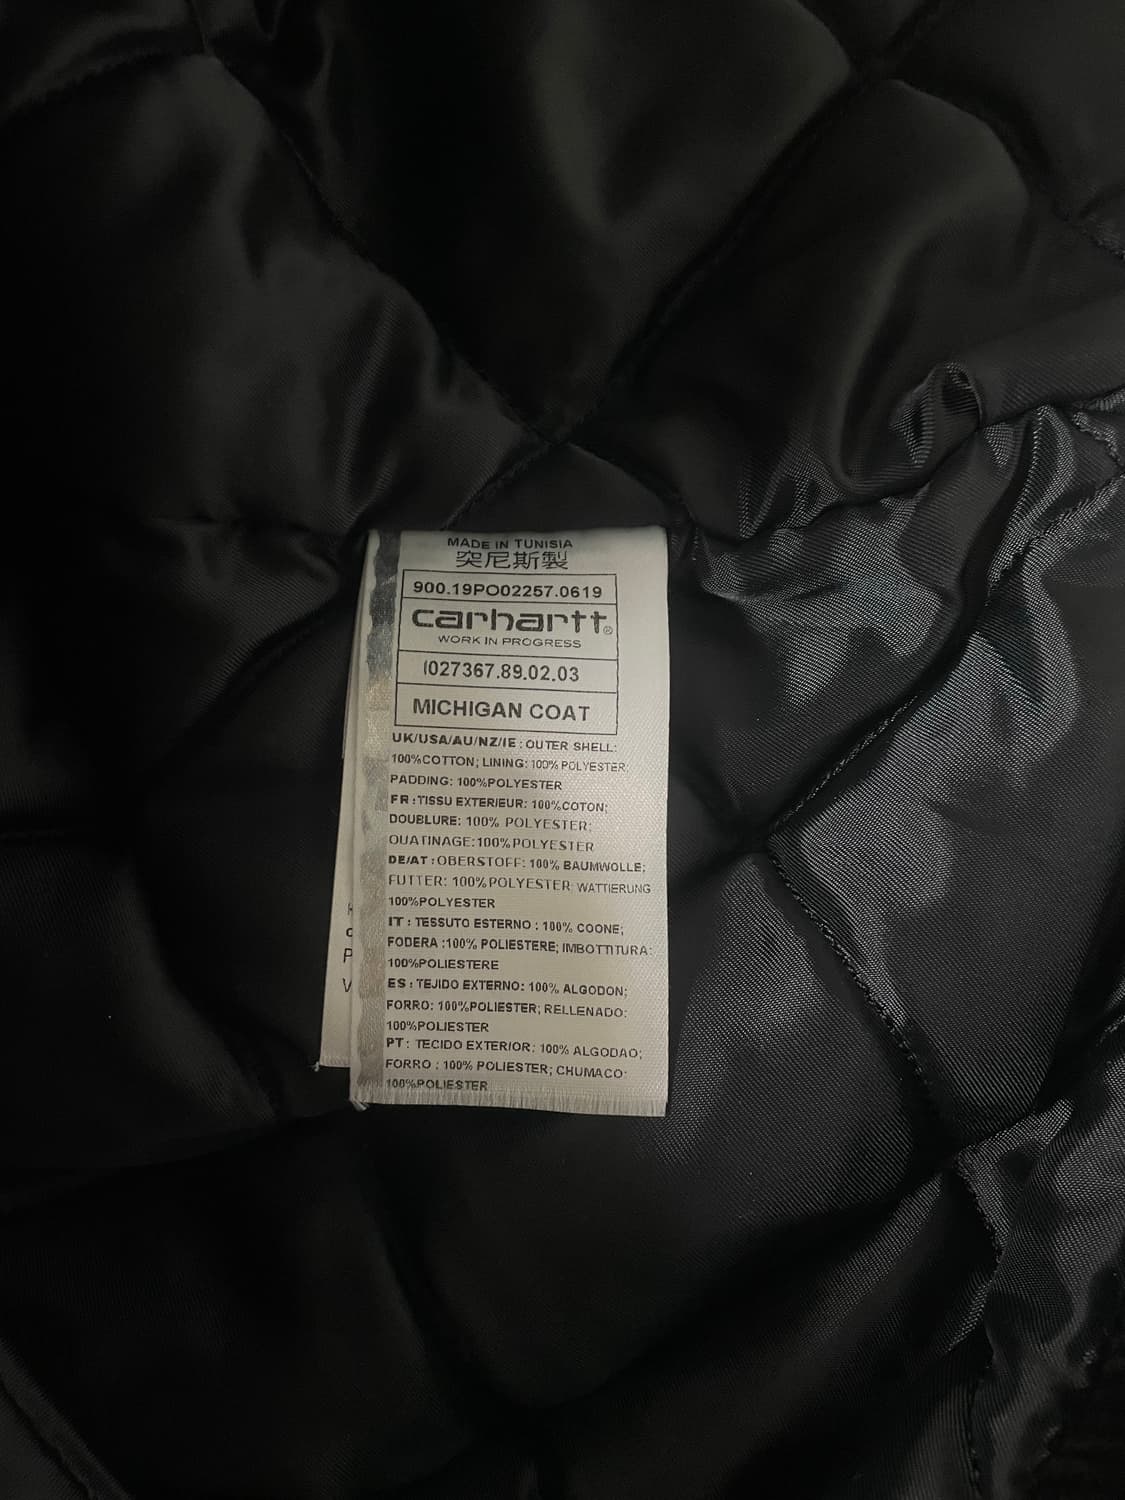 MADE IN TUNISIA
突尼斯製
900.19PO02257.0619
carhartt®
WORK IN PROGRESS
I027367.89.02.03
MICHIGAN COAT
UK/USA/AU/NZ/IE : OUTER SHELL:
100%COTTON; LINING: 100% POLYESTER;
PADDING: 100%POLYESTER
FR :TISSU EXTERIEUR: 100%COTON;
DOUBLURE: 100% POLYESTER;
OUATINAGE:100%POLYESTER
DE/AT : OBERSTOFF: 100% BAUMWOLLE;
FUTTER: 100%POLYESTER WATTIERUNG
100%POLYESTER
IT : TESSUTO ESTERNO : 100% COONE;
FODERA :100% POLIESTERE; IMBOTTITURA:
100%POLIESTERE
ES : TEJIDO EXTERNO: 100% ALGODON;
FORRO: 100%POLIESTER; RELLENADO:
100%POLIESTER
PT : TECIDO EXTERIOR: 100% ALGODAO;
FORRO : 100% POLIESTER; CHUMACO:
100%POLIESTER